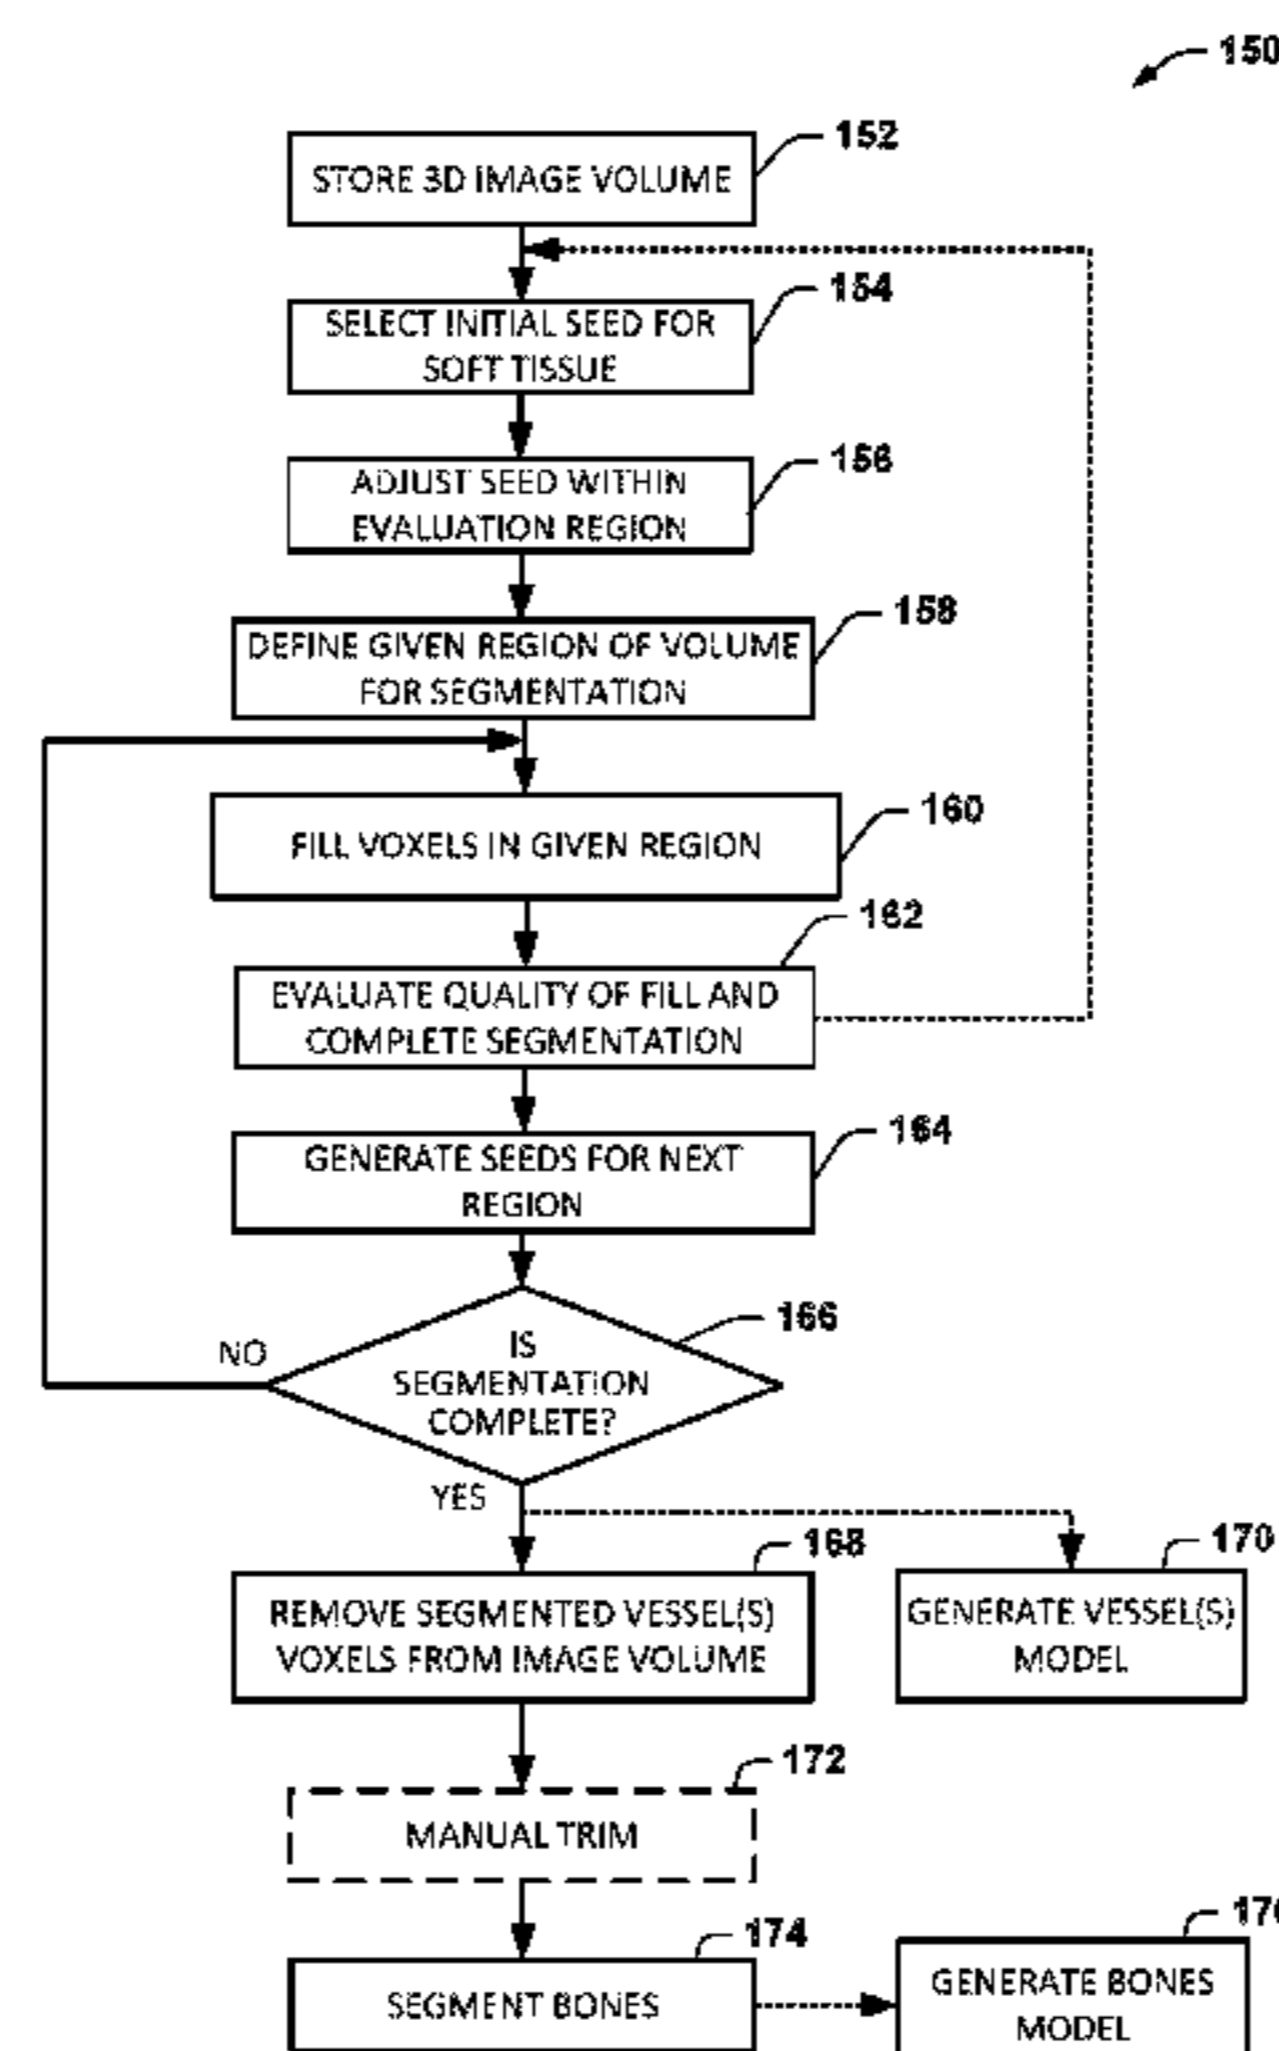 150
152
STORE 3D IMAGE VOLUME
154
SELECT INITIAL SEED FOR
SOFT TISSUE
156
ADJUST SEED WITHIN
EVALUATION REGION
158
DEFINE GIVEN REGION OF VOLUME
FOR SEGMENTATION
160
FILL VOXELS IN GIVEN REGION
162
EVALUATE QUALITY OF FILL AND
COMPLETE SEGMENTATION
164
GENERATE SEEDS FOR NEXT
REGION
166
IS
SEGMENTATION
COMPLETE?
NO
YES
168
REMOVE SEGMENTED VESSEL(S)
VOXELS FROM IMAGE VOLUME
170
GENERATE VESSEL(S)
MODEL
172
MANUAL TRIM
174
SEGMENT BONES
176
GENERATE BONES
MODEL